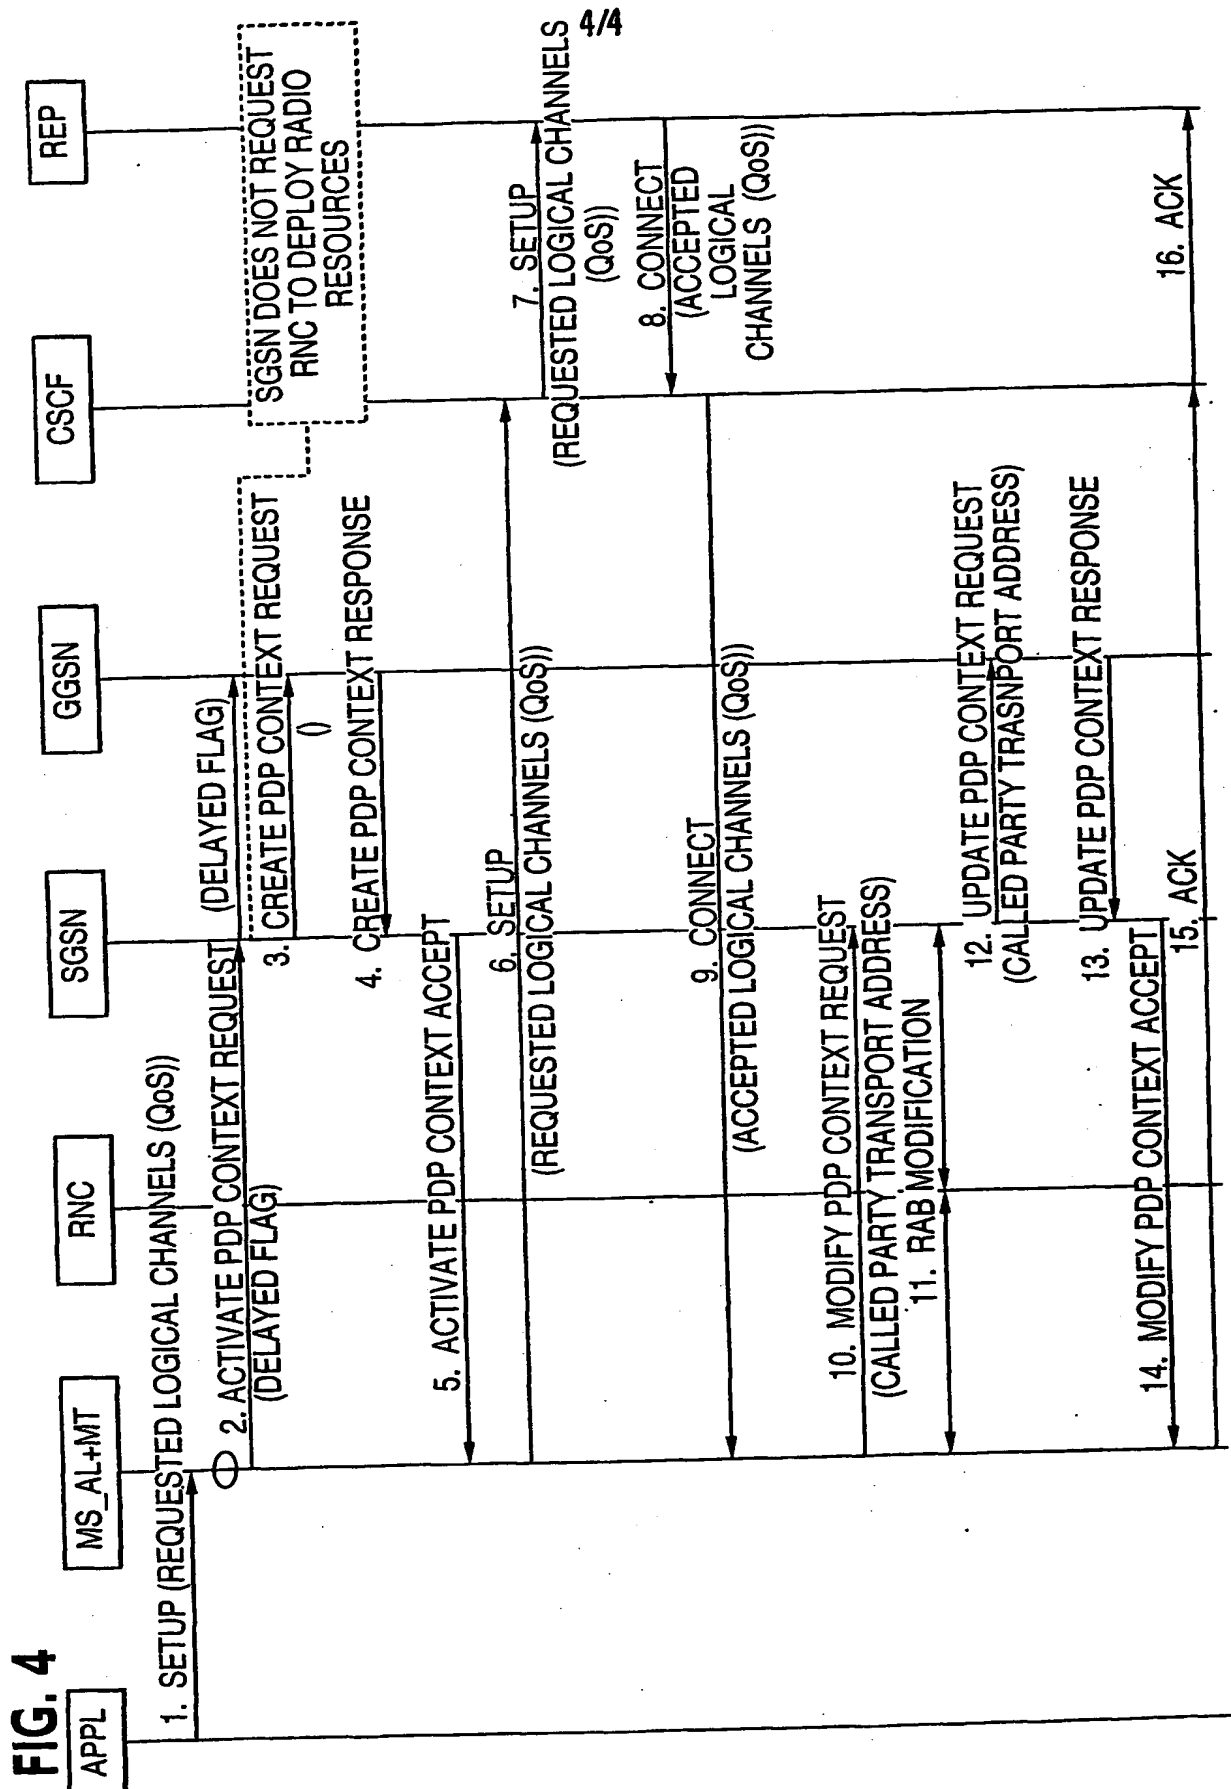 4/4
FIG. 4
APPL
MS_AL+MT
RNC
SGSN
GGSN
CSCF
REP
1. SETUP (REQUESTED LOGICAL CHANNELS (QoS))
2. ACTIVATE PDP CONTEXT REQUEST
(DELAYED FLAG)
(DELAYED FLAG)
SGSN DOES NOT REQUEST
RNC TO DEPLOY RADIO
RESOURCES
3. CREATE PDP CONTEXT REQUEST
()
4. CREATE PDP CONTEXT RESPONSE
5. ACTIVATE PDP CONTEXT ACCEPT
6. SETUP
(REQUESTED LOGICAL CHANNELS (QoS))
7. SETUP
(REQUESTED LOGICAL CHANNELS
(QoS))
8. CONNECT
(ACCEPTED
LOGICAL
CHANNELS (QoS))
9. CONNECT
(ACCEPTED LOGICAL CHANNELS (QoS))
10. MODIFY PDP CONTEXT REQUEST
(CALLED PARTY TRANSPORT ADDRESS)
11. RAB MODIFICATION
12. UPDATE PDP CONTEXT REQUEST
(CALLED PARTY TRASNPORT ADDRESS)
13. UPDATE PDP CONTEXT RESPONSE
14. MODIFY PDP CONTEXT ACCEPT
15. ACK
16. ACK